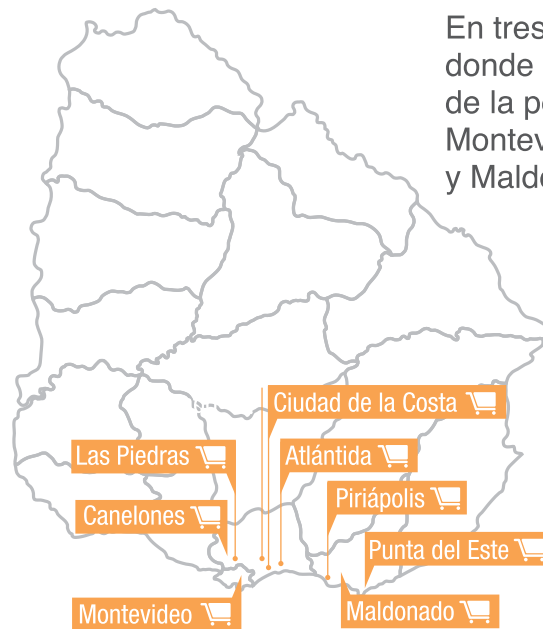 En tres
donde
de la p
Montev
y Mald
Ciudad de la Costa
Las Piedras
Atlántida
Piriápolis
Canelones
Punta del Este
Montevideo
Maldonado